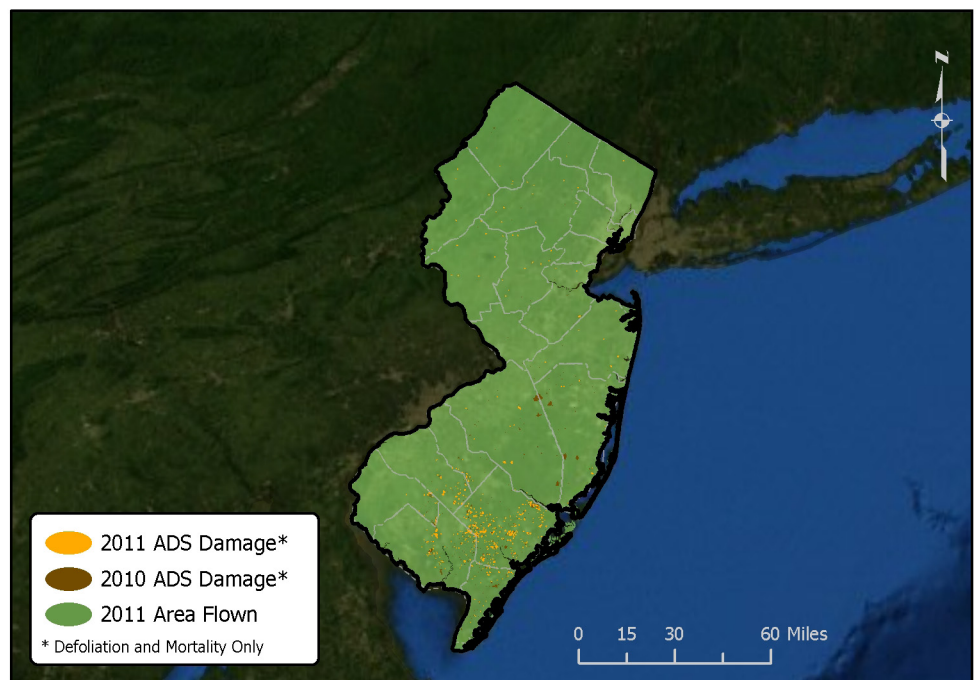 N
2011 ADS Damage*
2010 ADS Damage*
2011 Area Flown
* Defoliation and Mortality Only
0 15 30 60 Miles